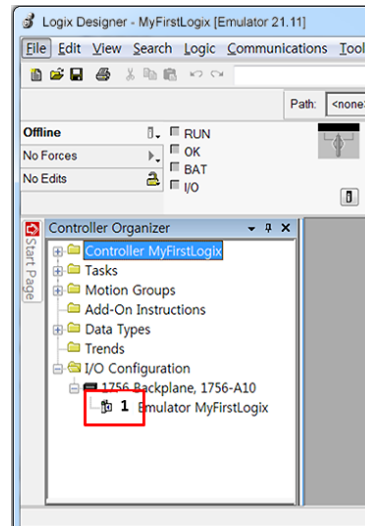 Logix Designer - MyFirstLogix [Emulator 21.11]
File Edit View Search Logic Communications Tool
Path: <none>
Offline
RUN
No Forces
OK
No Edits
BAT
I/O
Start Page
Controller Organizer
Controller MyFirstLogix
Tasks
Motion Groups
Add-On Instructions
Data Types
Trends
I/O Configuration
1756 Backplane, 1756-A10
1 Emulator MyFirstLogix